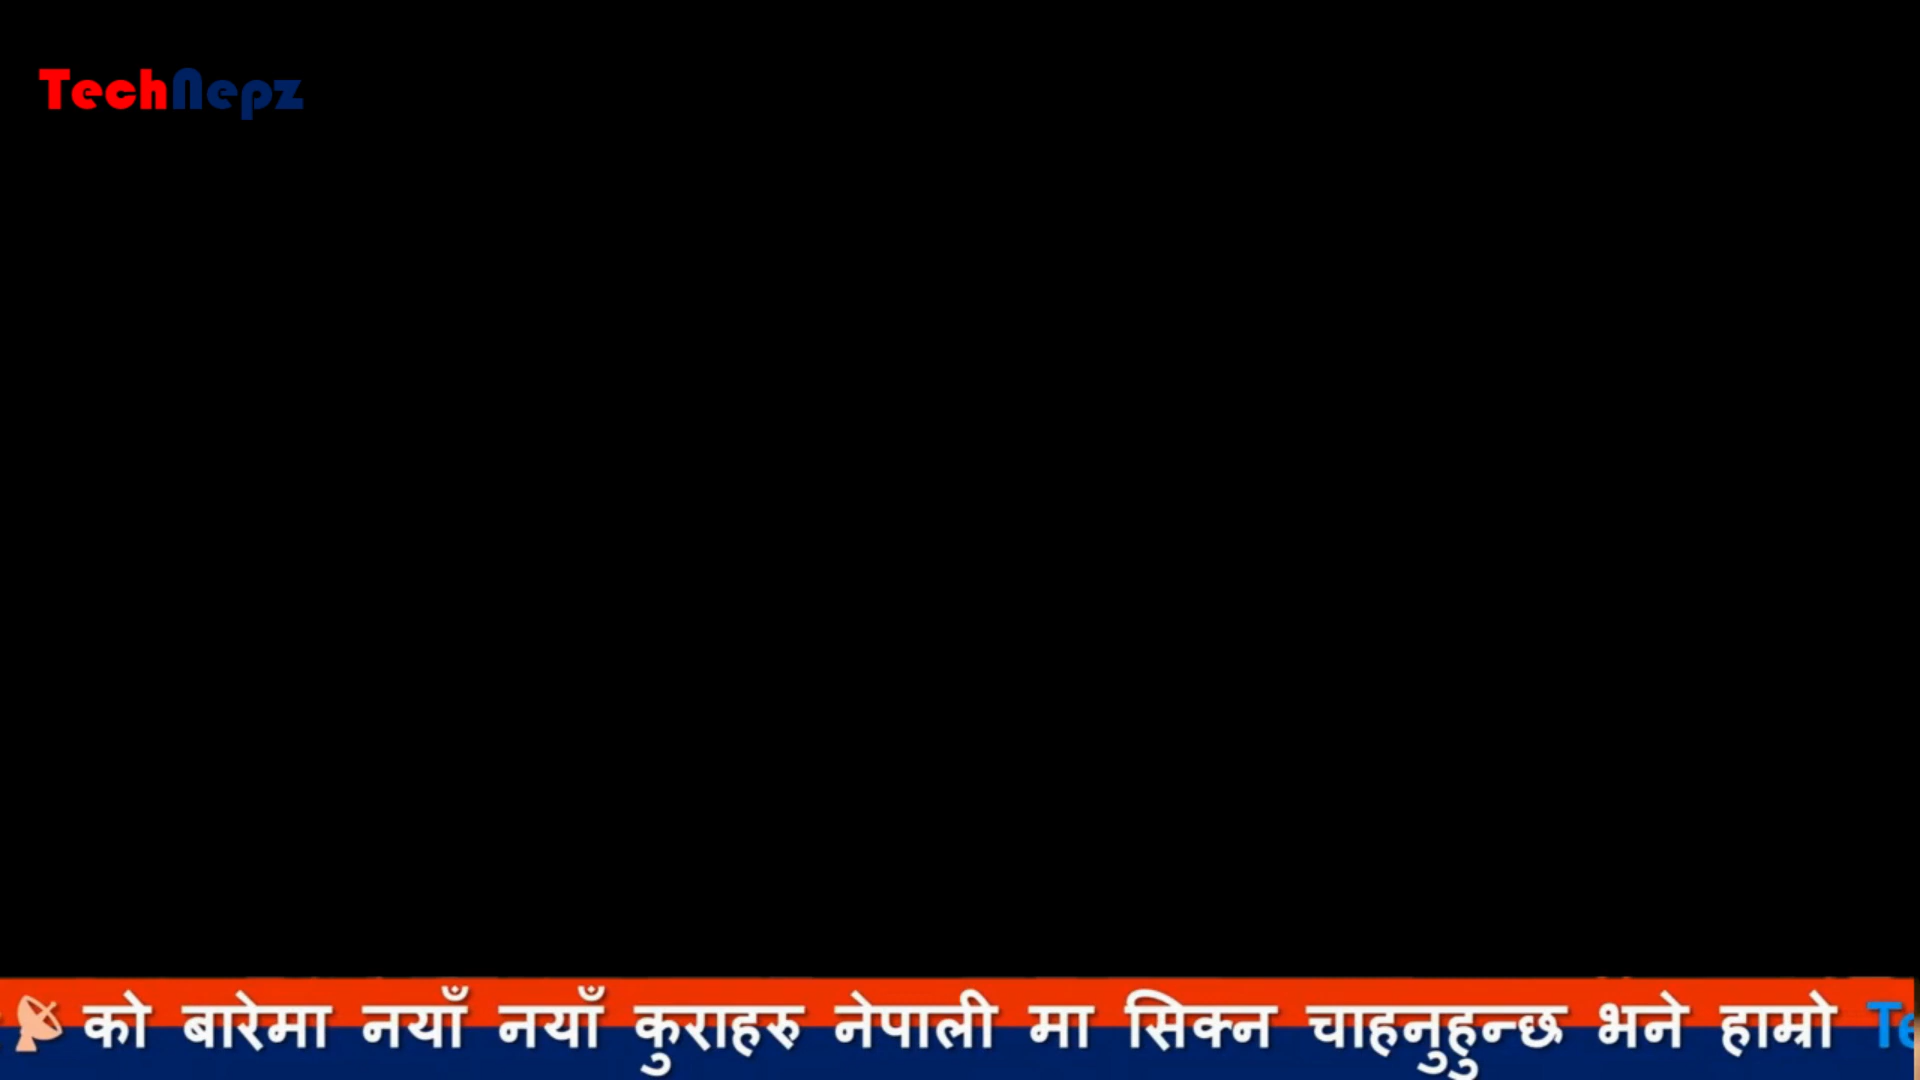 TechNepz
को बारेमा नयाँ नयाँ कुराहरु नेपाली मा सिक्न चाहनुहुन्छ भने हाम्रो